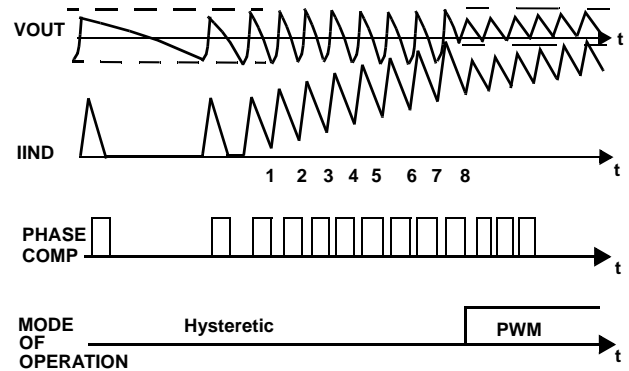 VOUT
t
IIND
t
1 2 3 4 5 6 7 8
PHASE
COMP
t
MODE
OF
OPERATION
Hysteretic
PWM
t